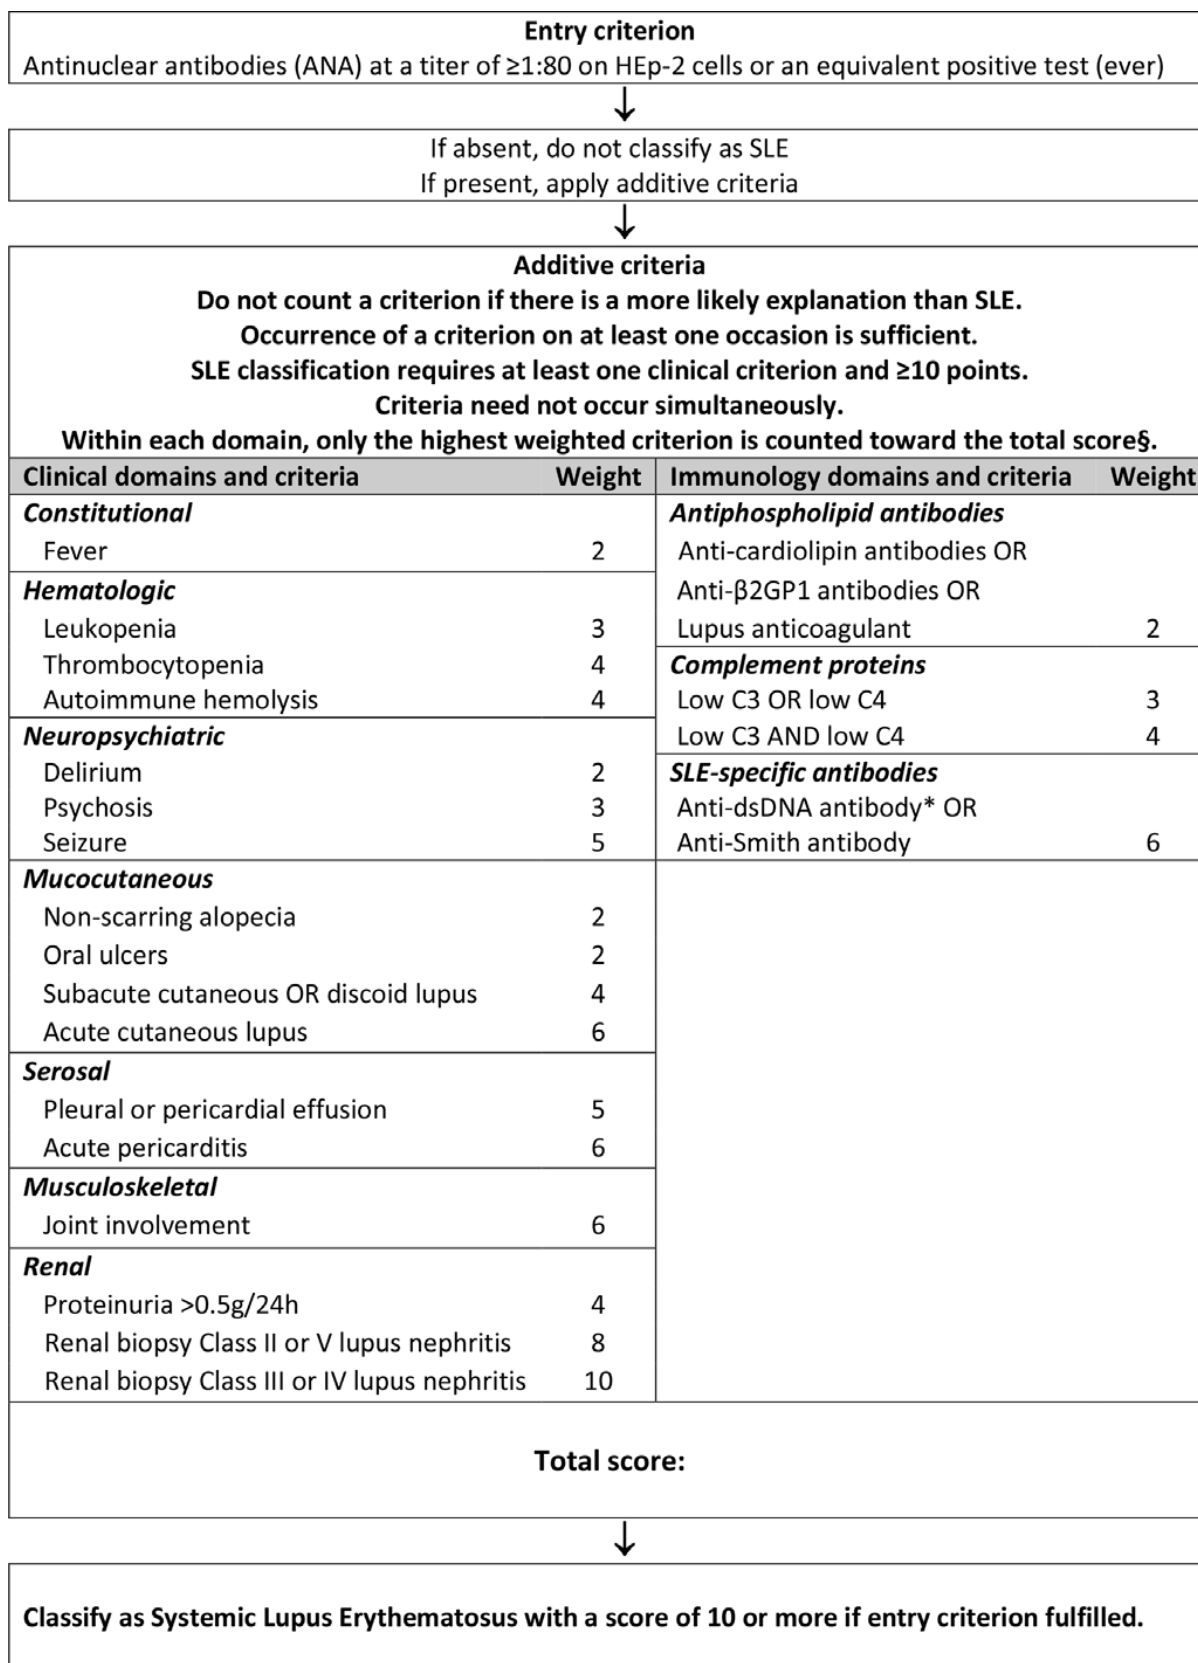 Entry criterion
Antinuclear antibodies (ANA) at a titer of ≥1:80 on HEp-2 cells or an equivalent positive test (ever)
↓
If absent, do not classify as SLE
If present, apply additive criteria
↓
Additive criteria
Do not count a criterion if there is a more likely explanation than SLE.
Occurrence of a criterion on at least one occasion is sufficient.
SLE classification requires at least one clinical criterion and ≥10 points.
Criteria need not occur simultaneously.
Within each domain, only the highest weighted criterion is counted toward the total score§.
Clinical domains and criteria Weight
Constitutional
Fever 2
Hematologic
Leukopenia 3
Thrombocytopenia 4
Autoimmune hemolysis 4
Neuropsychiatric
Delirium 2
Psychosis 3
Seizure 5
Mucocutaneous
Non-scarring alopecia 2
Oral ulcers 2
Subacute cutaneous OR discoid lupus 4
Acute cutaneous lupus 6
Serosal
Pleural or pericardial effusion 5
Acute pericarditis 6
Musculoskeletal
Joint involvement 6
Renal
Proteinuria >0.5g/24h 4
Renal biopsy Class II or V lupus nephritis 8
Renal biopsy Class III or IV lupus nephritis 10
Immunology domains and criteria Weight
Antiphospholipid antibodies
Anti-cardiolipin antibodies OR
Anti-β2GP1 antibodies OR
Lupus anticoagulant 2
Complement proteins
Low C3 OR low C4 3
Low C3 AND low C4 4
SLE-specific antibodies
Anti-dsDNA antibody* OR
Anti-Smith antibody 6
Total score:
↓
Classify as Systemic Lupus Erythematosus with a score of 10 or more if entry criterion fulfilled.